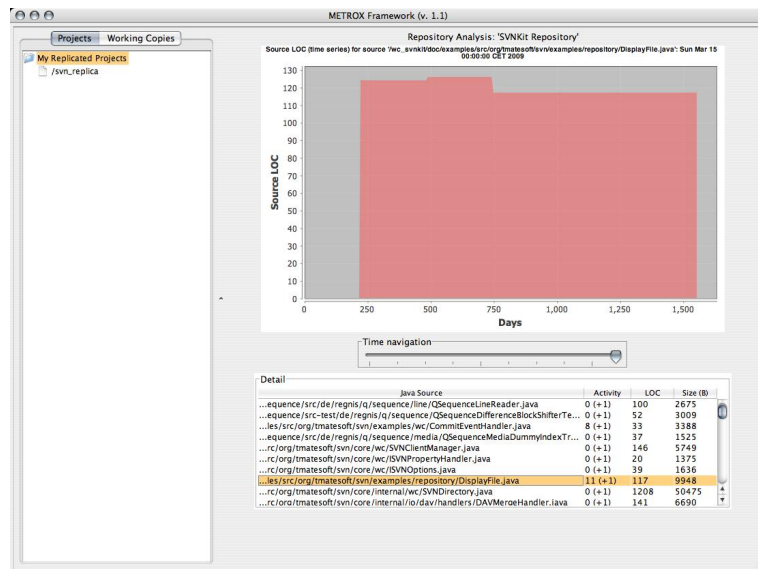 METROX Framework (v. 1.1)
Projects Working Copies
My Replicated Projects
/svn_replica
Repository Analysis: 'SVNKit Repository'
Source LOC (time series) for source '/wc_svnkit/doc/examples/src/org/tmatesoft/svn/examples/repository/DisplayFile.java': Sun Mar 15
00:00:00 CET 2009
130
120
110
100
90
80
70
60
50
40
30
20
10
0
Source LOC
0 250 500 750 1,000 1,250 1,500
Days
Time navigation
Detail
Java Source Activity LOC Size (B)
...equence/src/de/regnis/q/sequence/line/QSequenceLineReader.java 0 (+1) 100 2675
...equence/src-test/de/regnis/q/sequence/QSequenceDifferenceBlockShifterTe... 0 (+1) 52 3009
...les/src/org/tmatesoft/svn/examples/wc/CommitEventHandler.java 8 (+1) 33 3388
...equence/src/de/regnis/q/sequence/media/QSequenceMediaDummyIndexTr... 0 (+1) 37 1525
...rc/org/tmatesoft/svn/core/wc/SVNClientManager.java 0 (+1) 146 5749
...rc/org/tmatesoft/svn/core/wc/ISVNPropertyHandler.java 0 (+1) 20 1375
...rc/org/tmatesoft/svn/core/wc/ISVNOptions.java 0 (+1) 39 1636
...les/src/org/tmatesoft/svn/examples/repository/DisplayFile.java 11 (+1) 117 9948
...rc/org/tmatesoft/svn/core/internal/wc/SVNDirectory.java 0 (+1) 1208 50475
...rc/org/tmatesoft/svn/core/internal/io/dav/handlers/DAVMergeHandler.java 0 (+1) 141 6690